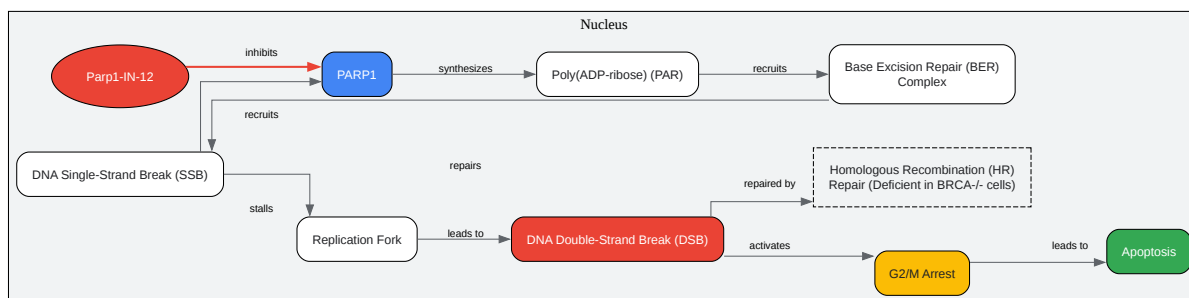 Nucleus
inhibits
Parp1-IN-12
PARP1
synthesizes
Poly(ADP-ribose) (PAR)
recruits
Base Excision Repair (BER)
Complex
recruits
DNA Single-Strand Break (SSB)
repairs
Homologous Recombination (HR)
Repair (Deficient in BRCA-/- cells)
repaired by
stalls
Replication Fork
leads to
DNA Double-Strand Break (DSB)
activates
G2/M Arrest
leads to
Apoptosis